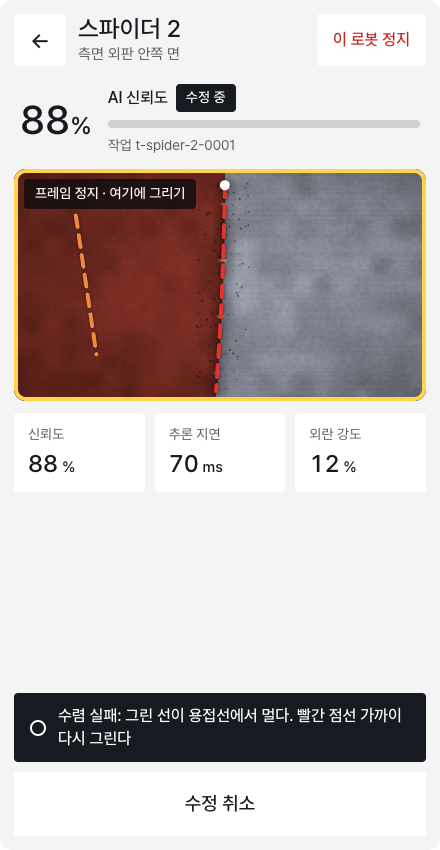 스파이더 2
측면 외판 안쪽 면
이 로봇 정지
88%
AI 신뢰도
수정 중
작업 t-spider-2-0001
프레임 정지 · 여기에 그리기
신뢰도
88 %
추론 지연
70 ms
외란 강도
12 %
수렴 실패: 그린 선이 용접선에서 멀다. 빨간 점선 가까이
다시 그린다
수정 취소